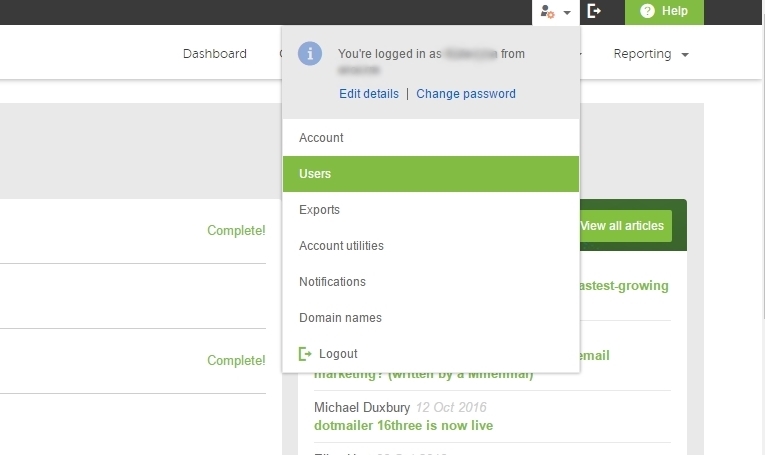 Help
Dashboard
Reporting
You're logged in as from
Edit details | Change password
Account
Users
Exports
Account utilities
Notifications
Domain names
Logout
Complete!
Complete!
View all articles
astest-growing
email
marketing? (written by a Millennial)
Michael Duxbury 12 Oct 2016
dotmailer 16three is now live